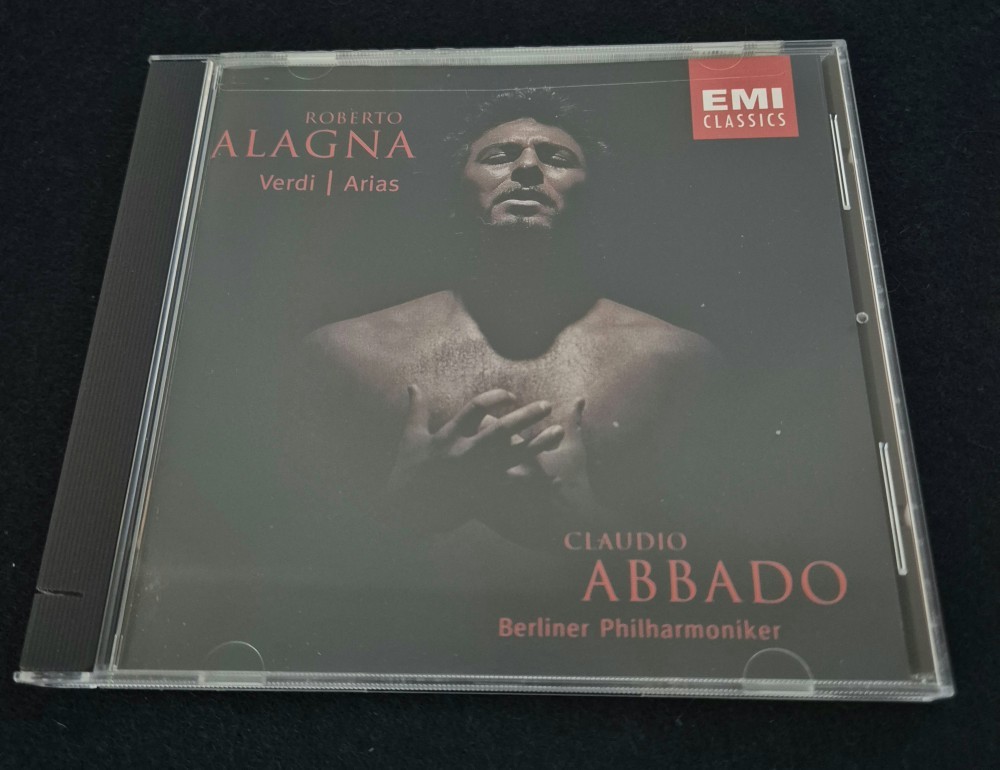 ROBERTO
ALAGNA
Verdi | Arias
EMI
CLASSICS
CLAUDIO
ABBADO
Berliner Philharmoniker